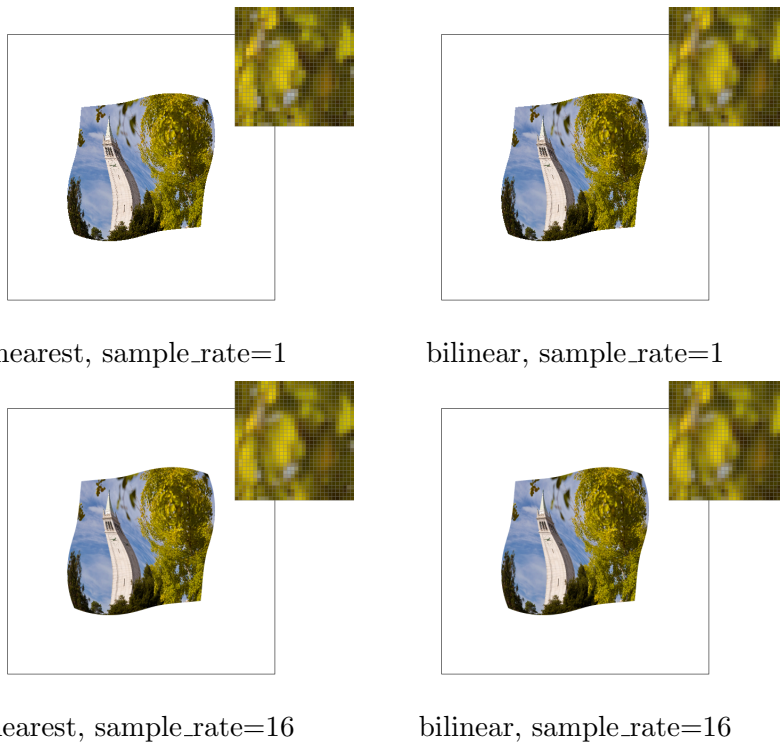 nearest, sample_rate=1
bilinear, sample_rate=1
earest, sample_rate=16
bilinear, sample_rate=16